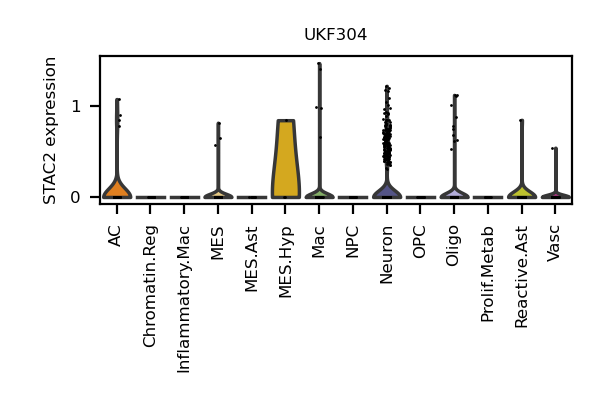 UKF304
STAC2 expression
1
0
AC
Chromatin.Reg
Inflammatory.Mac
MES
MES.Ast
MES.Hyp
Mac
NPC
Neuron
OPC
Oligo
Prolif.Metab
Reactive.Ast
Vasc